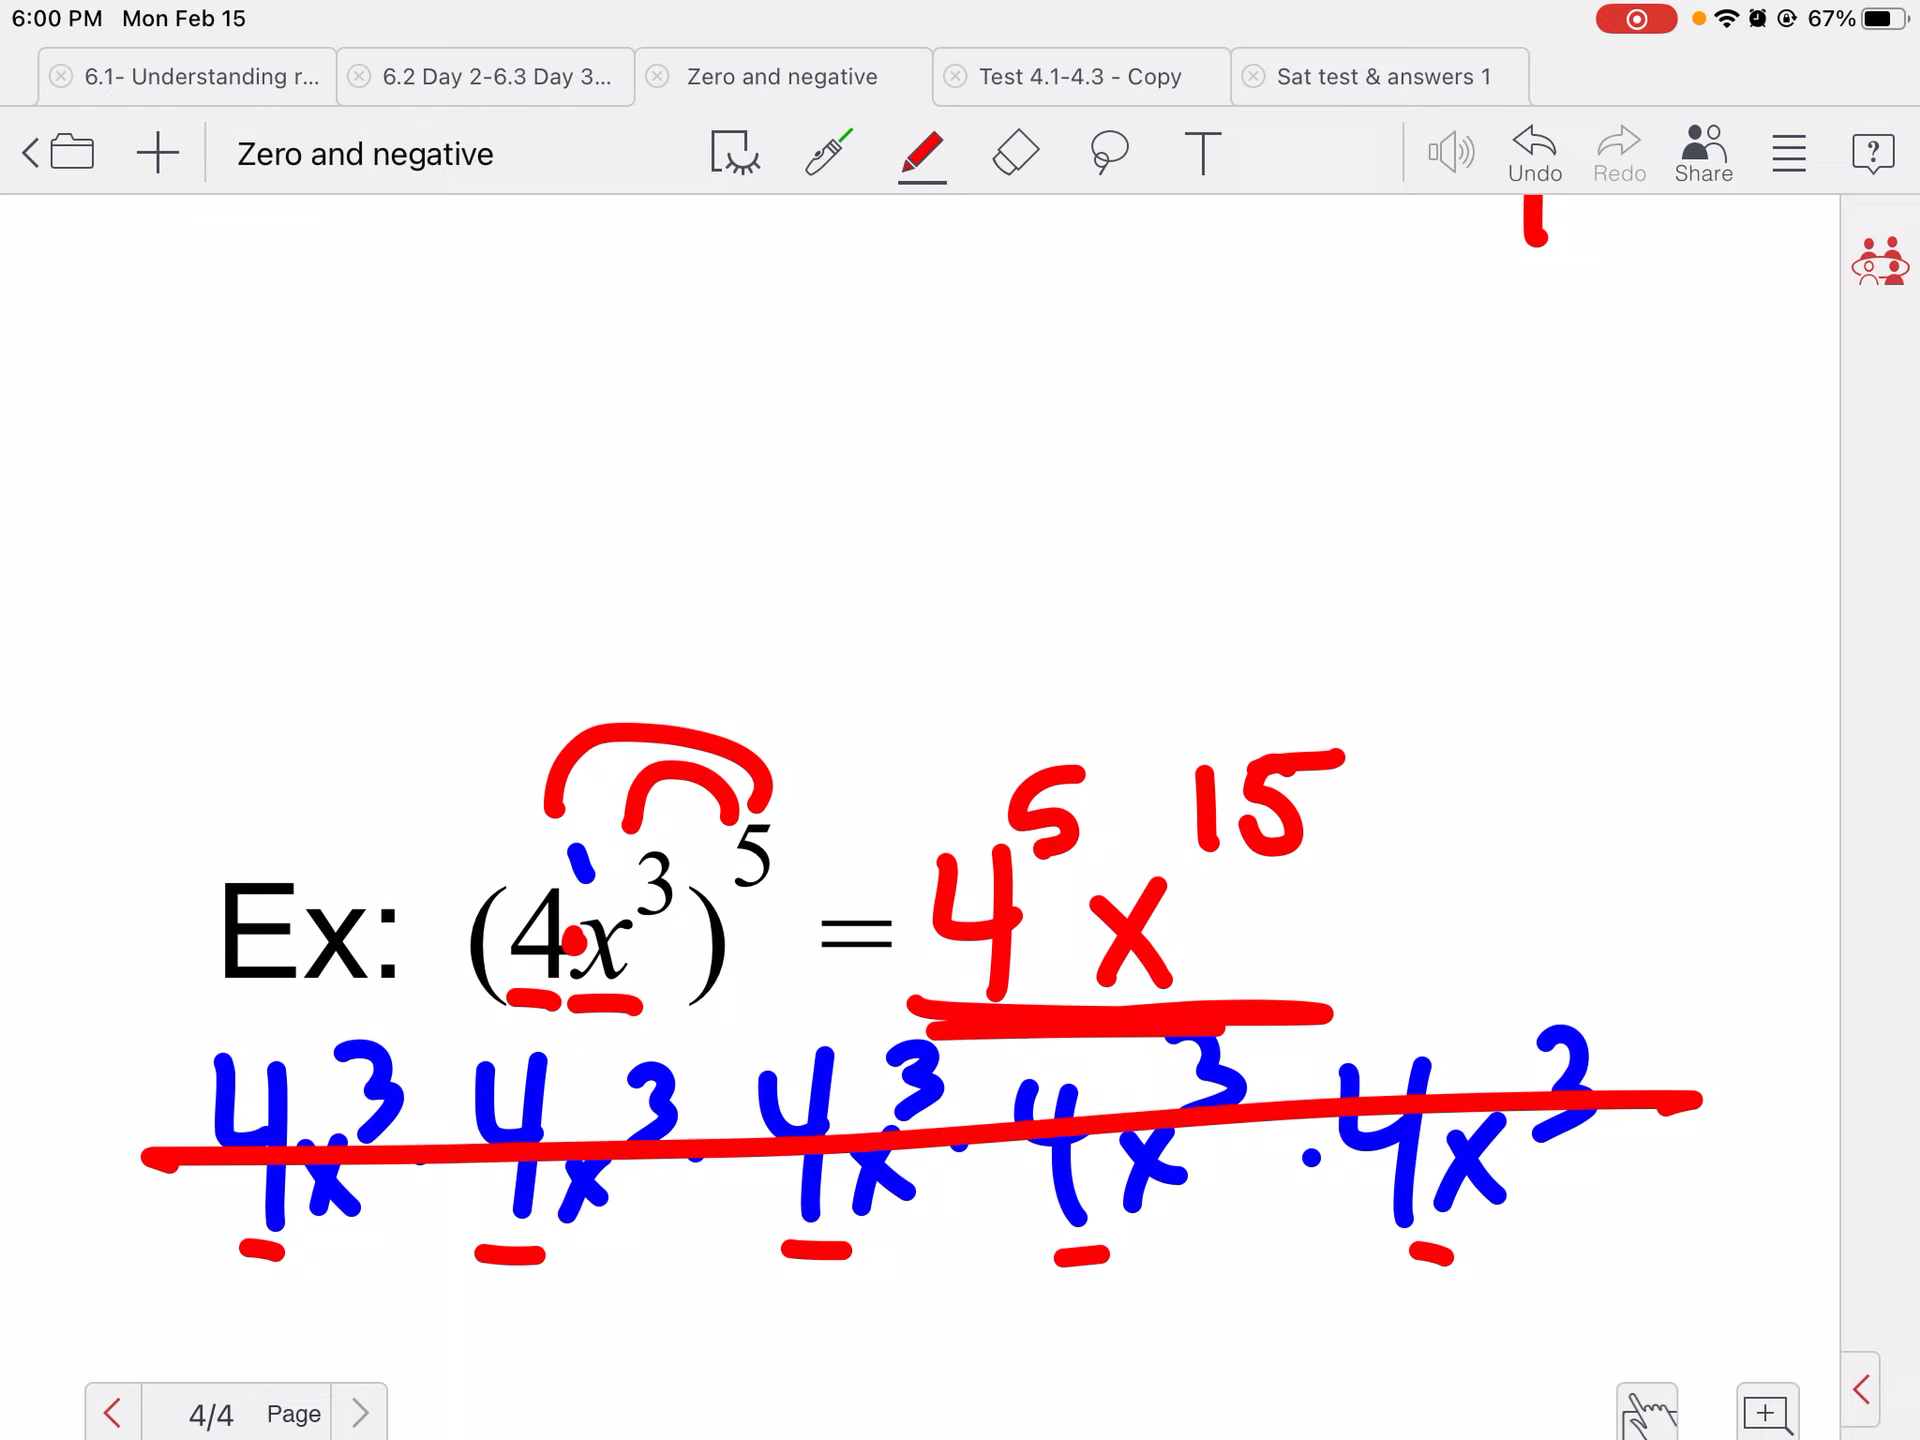 6:00 PM Mon Feb 15 67%
6.1- Understanding r... 6.2 Day 2-6.3 Day 3... Zero and negative Test 4.1-4.3 - Copy Sat test & answers 1
Zero and negative T Undo Redo Share ?
Ex: (4x³)⁵ = 4⁵ x¹⁵
4x³ · 4x³ · 4x³ · 4x³ · 4x³
4/4 Page